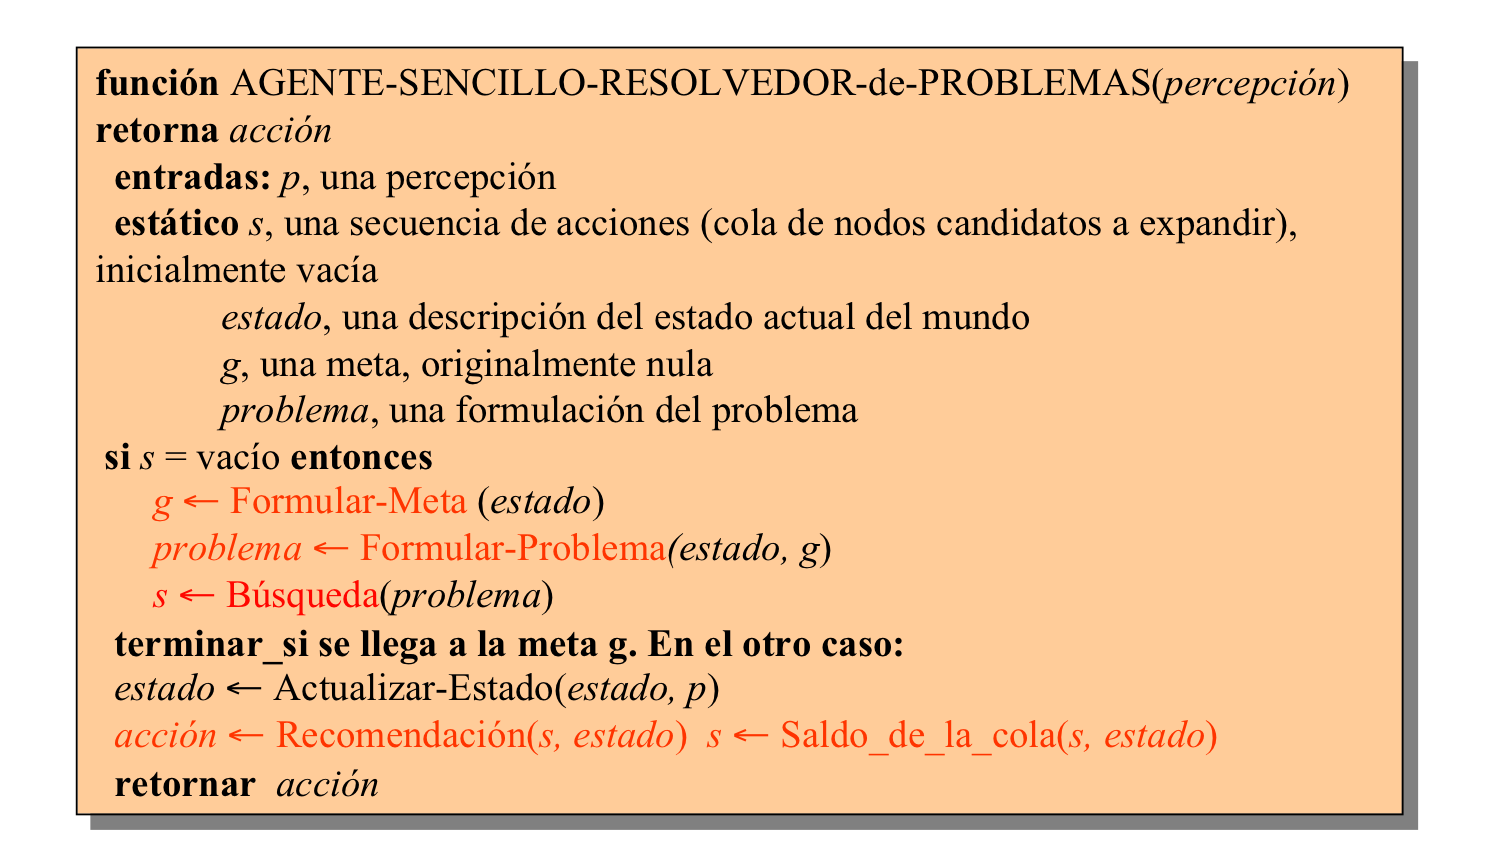 función AGENTE-SENCILLO-RESOLVEDOR-de-PROBLEMAS(percepción)
retorna acción
entradas: p, una percepción
estático s, una secuencia de acciones (cola de nodos candidatos a expandir),
inicialmente vacía
estado, una descripción del estado actual del mundo
g, una meta, originalmente nula
problema, una formulación del problema
si s = vacío entonces
g ← Formular-Meta (estado)
problema ← Formular-Problema(estado, g)
s ← Búsqueda(problema)
terminar_si se llega a la meta g. En el otro caso:
estado ← Actualizar-Estado(estado, p)
acción ← Recomendación(s, estado) s ← Saldo_de_la_cola(s, estado)
retornar acción